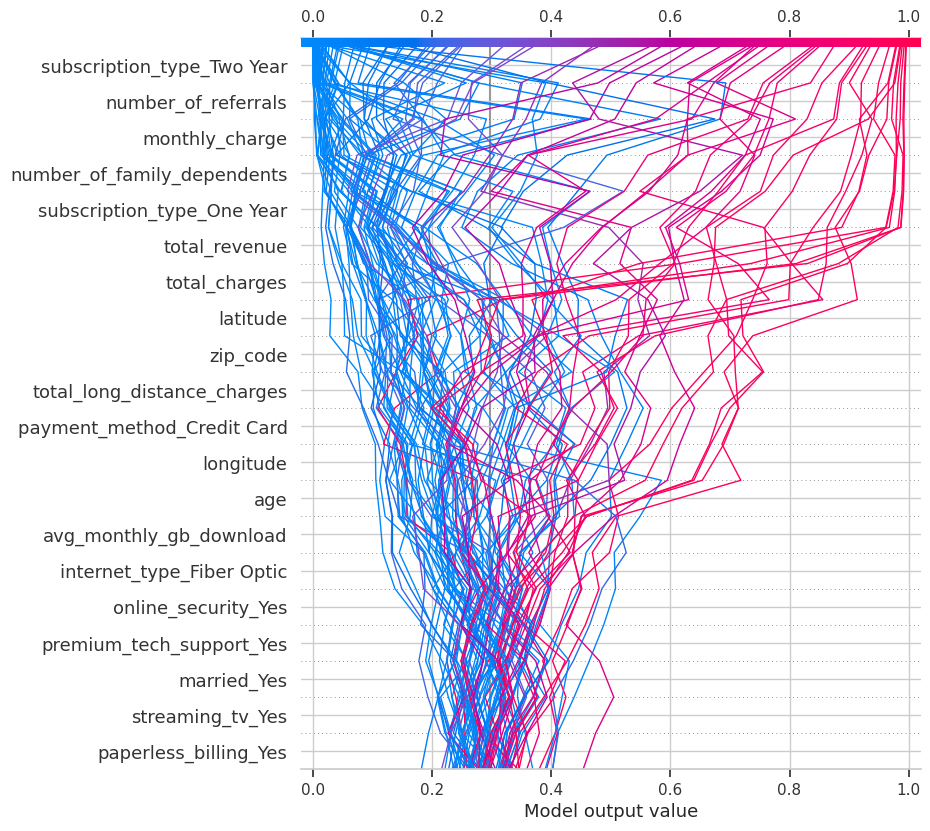 0.0 0.2 0.4 0.6 0.8 1.0
subscription_type_Two Year
number_of_referrals
monthly_charge
number_of_family_dependents
subscription_type_One Year
total_revenue
total_charges
latitude
zip_code
total_long_distance_charges
payment_method_Credit Card
longitude
age
avg_monthly_gb_download
internet_type_Fiber Optic
online_security_Yes
premium_tech_support_Yes
married_Yes
streaming_tv_Yes
paperless_billing_Yes
0.0 0.2 0.4 0.6 0.8 1.0
Model output value